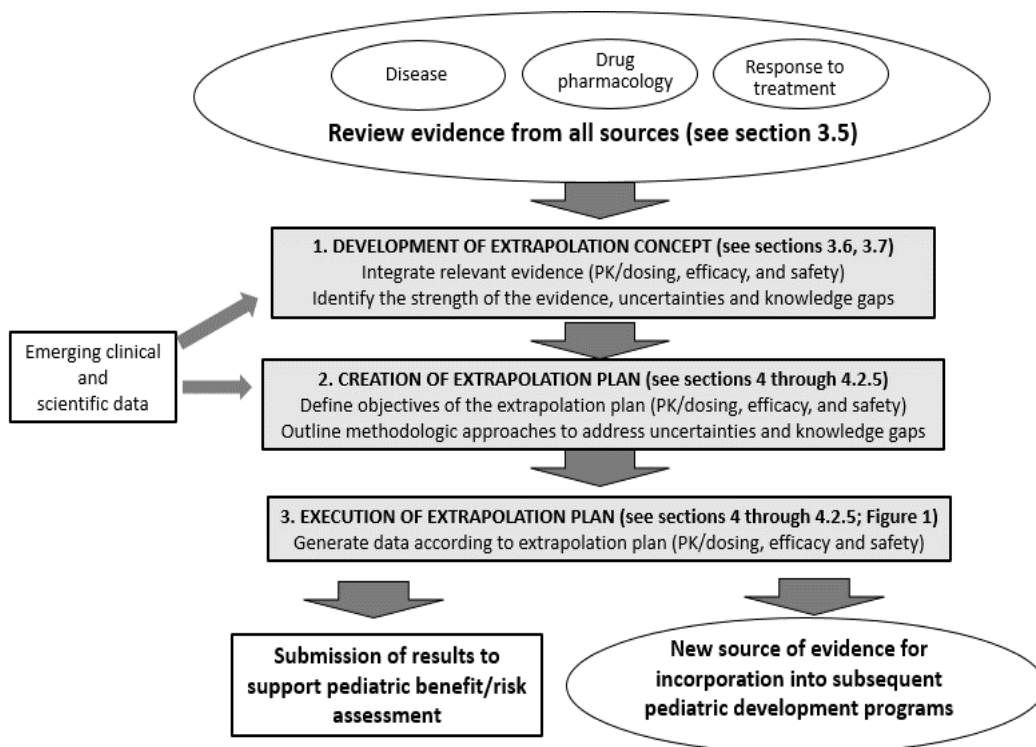 Disease
Drug
pharmacology
Response to
treatment
Review evidence from all sources (see section 3.5)
1. DEVELOPMENT OF EXTRAPOLATION CONCEPT (see sections 3.6, 3.7)
Integrate relevant evidence (PK/dosing, efficacy, and safety)
Identify the strength of the evidence, uncertainties and knowledge gaps
Emerging clinical
and
scientific data
2. CREATION OF EXTRAPOLATION PLAN (see sections 4 through 4.2.5)
Define objectives of the extrapolation plan (PK/dosing, efficacy, and safety)
Outline methodologic approaches to address uncertainties and knowledge gaps
3. EXECUTION OF EXTRAPOLATION PLAN (see sections 4 through 4.2.5; Figure 1)
Generate data according to extrapolation plan (PK/dosing, efficacy and safety)
Submission of results to
support pediatric benefit/risk
assessment
New source of evidence for
incorporation into subsequent
pediatric development programs